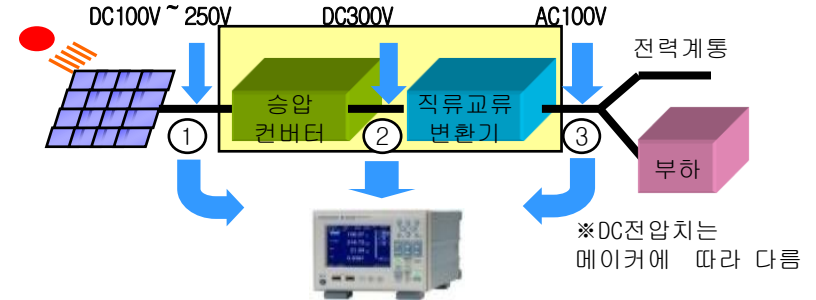 DC100V ~ 250V
DC300V
AC100V
전력계통
승압
컨버터
직류교류
변환기
①
②
③
부하
※DC전압치는
메이커에 따라 다름